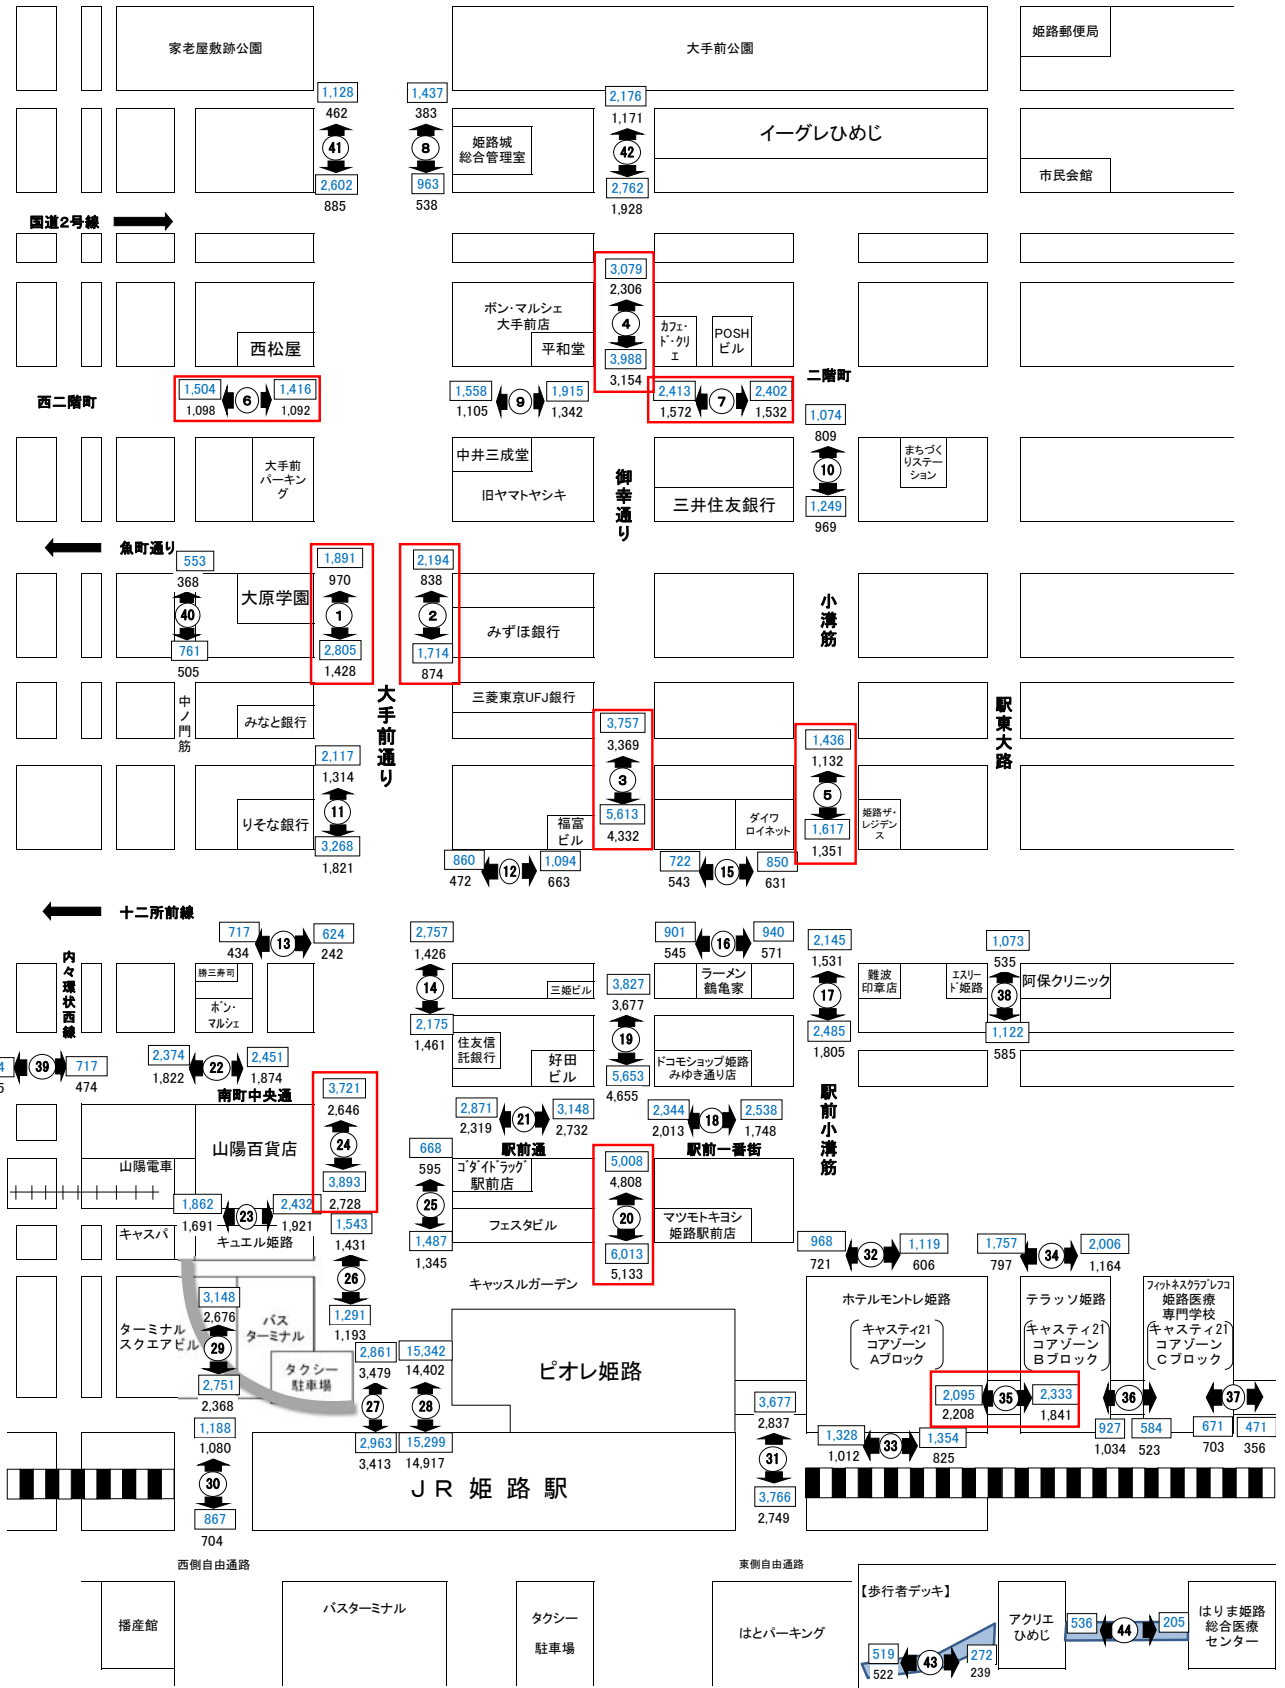 家老屋敷跡公園
大手前公園
姫路郵便局
1,128
462
41
2,602
885
1,437
383
8
963
538
姫路城
総合管理室
2,176
1,171
42
2,762
1,928
イーグレひめじ
市民会館
国道2号線
3,079
2,306
4
3,988
3,154
ボン・マルシェ
大手前店
平和堂
カフェ・
ド・クリ
エ
POSH
ビル
西松屋
二階町
西二階町
1,504
1,098
6
1,416
1,092
1,558
1,105
9
1,915
1,342
2,413
1,572
7
2,402
1,532
1,074
809
10
1,249
969
大手前
パーキン
グ
中井三成堂
旧ヤマトヤシキ
御幸通り
三井住友銀行
まちづく
りステー
ション
魚町通り
553
368
40
761
505
大原学園
1,891
970
1
2,805
1,428
2,194
838
2
1,714
874
みずほ銀行
小溝筋
中ノ門筋
みなと銀行
大手前通り
三菱東京UFJ銀行
3,757
3,369
3
5,613
4,332
1,436
1,132
5
1,617
1,351
駅東大路
りそな銀行
2,117
1,314
11
3,268
1,821
福富
ビル
ダイワ
ロイネット
姫路ザ・
レジデン
ス
860
472
12
1,094
663
722
543
15
850
631
十二所前線
717
434
13
624
242
2,757
1,426
14
2,175
1,461
901
545
16
940
571
2,145
1,531
17
2,485
1,805
1,073
535
38
1,122
585
内々環状西線
勝三寿司
ボン・
マルシェ
三姫ビル
3,827
3,677
19
5,653
4,655
ラーメン
鶴亀家
難波
印章店
エスリー
ド姫路
阿保クリニック
住友信
託銀行
好田
ビル
ドコモショップ姫路
みゆき通り店
4
5
39
717
474
2,374
1,822
22
2,451
1,874
南町中央通
3,721
2,646
24
3,893
2,728
2,871
2,319
21
3,148
2,732
駅前通
2,344
2,013
18
2,538
1,748
駅前一番街
駅前小溝筋
山陽百貨店
山陽電車
668
595
25
1,487
1,345
ゴダイドラッグ
駅前店
フェスタビル
5,008
4,808
20
6,013
5,133
マツモトキヨシ
姫路駅前店
1,862
1,691
23
2,432
1,921
キャスパ
キュエル姫路
1,543
1,431
26
1,291
1,193
キャッスルガーデン
968
721
32
1,119
606
1,757
797
34
2,006
1,164
ターミナル
スクエアビル
3,148
2,676
29
2,751
2,368
バス
ターミナル
タクシー
駐車場
2,861
3,479
27
2,963
3,413
15,342
14,402
28
15,299
14,917
ピオレ姫路
ホテルモントレ姫路
キャスティ21
コアゾーン
Aブロック
テラッソ姫路
キャスティ21
コアゾーン
Bブロック
フィットネスクラブレフコ
姫路医療
専門学校
キャスティ21
コアゾーン
Cブロック
2,095
2,208
35
2,333
1,841
36
927
1,034
584
523
37
671
703
471
356
1,188
1,080
30
867
704
JR姫路駅
3,677
2,837
31
3,766
2,749
1,328
1,012
33
1,354
825
西側自由通路
東側自由通路
播産館
バスターミナル
タクシー
駐車場
はとパーキング
【歩行者デッキ】
519
522
43
272
239
アクリエ
ひめじ
536
44
205
はりま姫路
総合医療
センター